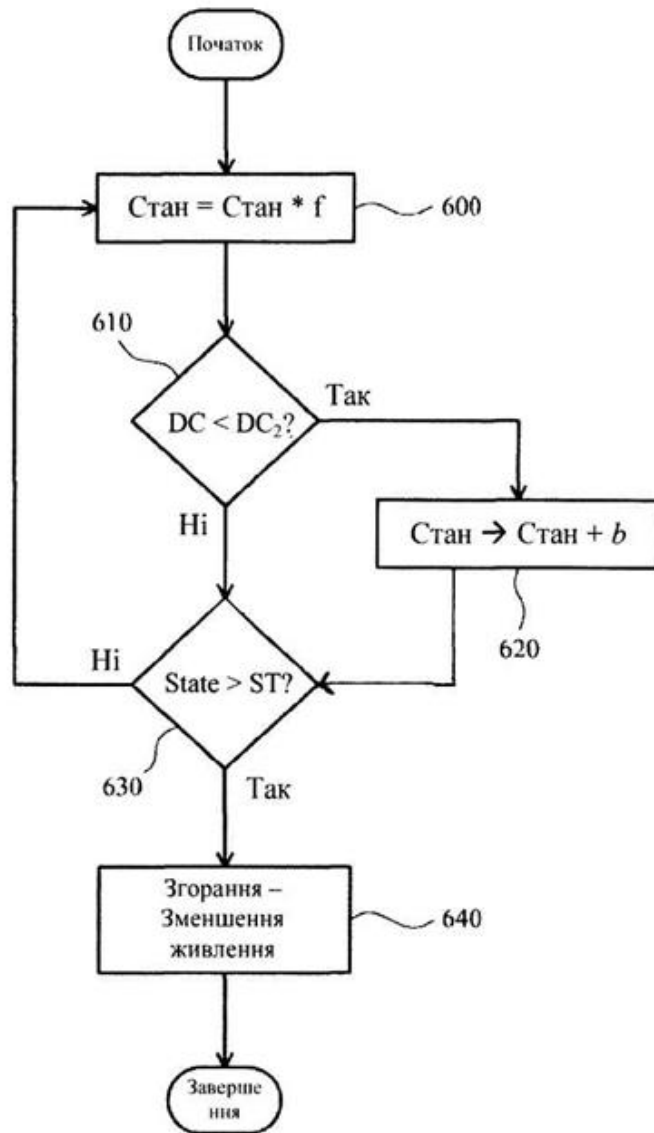 Початок
Стан = Стан * f
600
610
DC < DC₂?
Так
Ні
Стан → Стан + b
620
Ні
State > ST?
630
Так
Згорання –
Зменшення
живлення
640
Заверше
ння